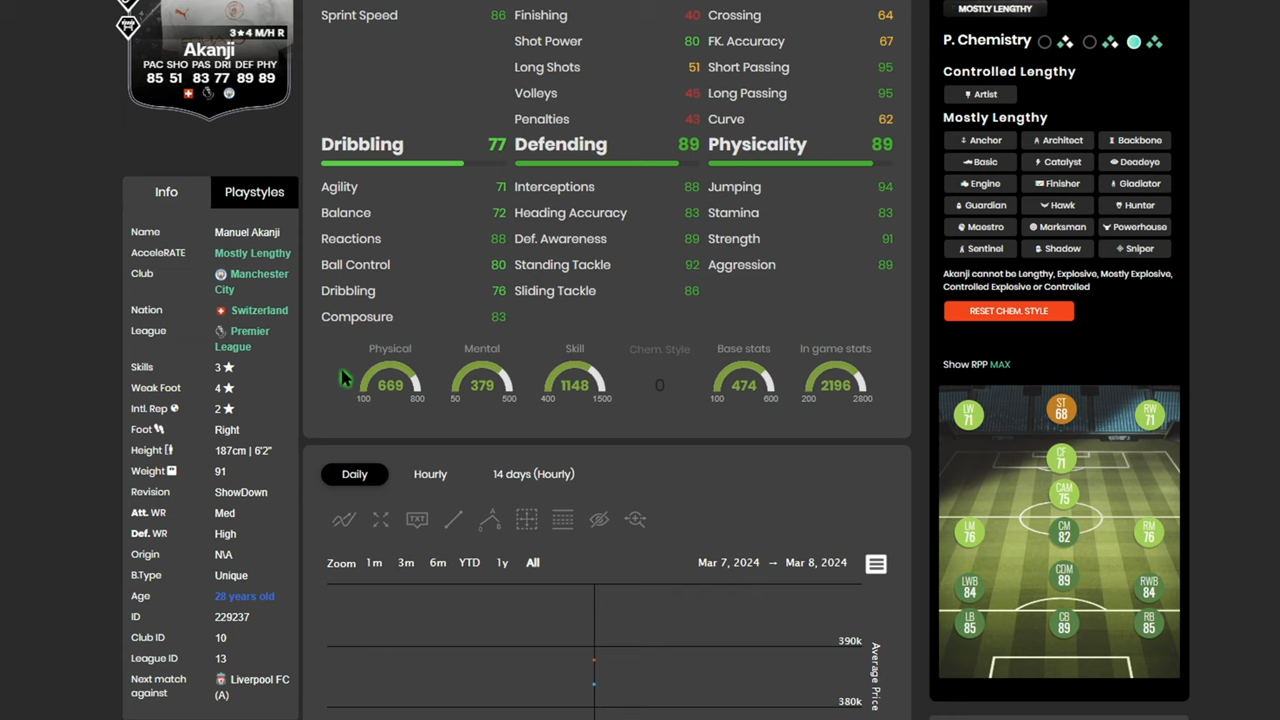 3★4 M/H R
Akanji
PAC SHO PAS DRI DEF PHY
85 51 83 77 89 89
Info
Playstyles
Name Manuel Akanji
AcceleRATE Mostly Lengthy
Club Manchester
City
Nation Switzerland
League Premier
League
Skills 3 ★
Weak Foot 4 ★
Intl. Rep 2 ★
Foot Right
Height 187cm | 6'2"
Weight 91
Revision ShowDown
Att. WR Med
Def. WR High
Origin N\A
B.Type Unique
Age 28 years old
ID 229237
Club ID 10
League ID 13
Next match Liverpool FC
against (A)
Sprint Speed 86
Finishing 40
Shot Power 80
Long Shots 51
Volleys 45
Penalties 43
Crossing 64
FK. Accuracy 67
Short Passing 95
Long Passing 95
Curve 62
Dribbling 77
Agility 71
Balance 72
Reactions 88
Ball Control 80
Dribbling 76
Composure 83
Defending 89
Interceptions 88
Heading Accuracy 83
Def. Awareness 89
Standing Tackle 92
Sliding Tackle 86
Physicality 89
Jumping 94
Stamina 83
Strength 91
Aggression 89
Physical
669
100 800
Mental
379
50 500
Skill
1148
400 1500
Chem. Style
0
Base stats
474
100 600
In game stats
2196
200 2800
Daily
Hourly
14 days (Hourly)
TXT
Zoom 1m 3m 6m YTD 1y All
Mar 7, 2024 → Mar 8, 2024
390k
380k
Average Price
MOSTLY LENGTHY
P. Chemistry
Controlled Lengthy
Artist
Mostly Lengthy
Anchor Architect Backbone
Basic Catalyst Deadeye
Engine Finisher Gladiator
Guardian Hawk Hunter
Maestro Marksman Powerhouse
Sentinel Shadow Sniper
Akanji cannot be Lengthy, Explosive, Mostly Explosive,
Controlled Explosive or Controlled
RESET CHEM. STYLE
Show RPP MAX
LW
71
ST
68
RW
71
CF
71
CAM
75
LM
76
CM
82
RM
76
CDM
89
LWB
84
RWB
84
LB
85
CB
89
RB
85